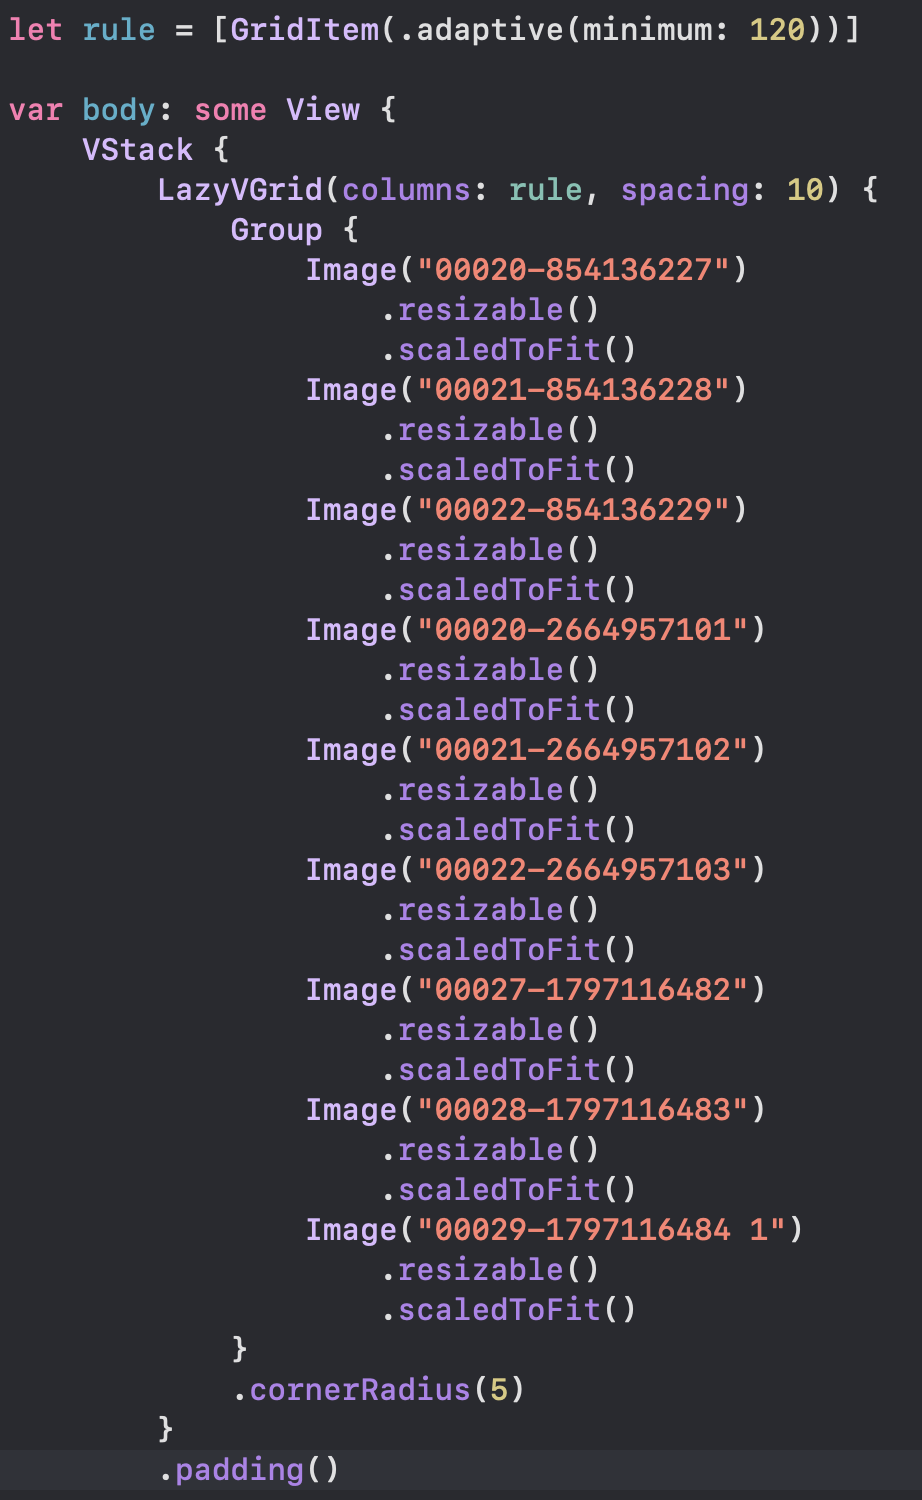 let rule = [GridItem(.adaptive(minimum: 120))]
var body: some View {
VStack {
LazyVGrid(columns: rule, spacing: 10) {
Group {
Image("00020-854136227")
.resizable()
.scaledToFit()
Image("00021-854136228")
.resizable()
.scaledToFit()
Image("00022-854136229")
.resizable()
.scaledToFit()
Image("00020-2664957101")
.resizable()
.scaledToFit()
Image("00021-2664957102")
.resizable()
.scaledToFit()
Image("00022-2664957103")
.resizable()
.scaledToFit()
Image("00027-1797116482")
.resizable()
.scaledToFit()
Image("00028-1797116483")
.resizable()
.scaledToFit()
Image("00029-1797116484 1")
.resizable()
.scaledToFit()
}
.cornerRadius(5)
}
.padding()